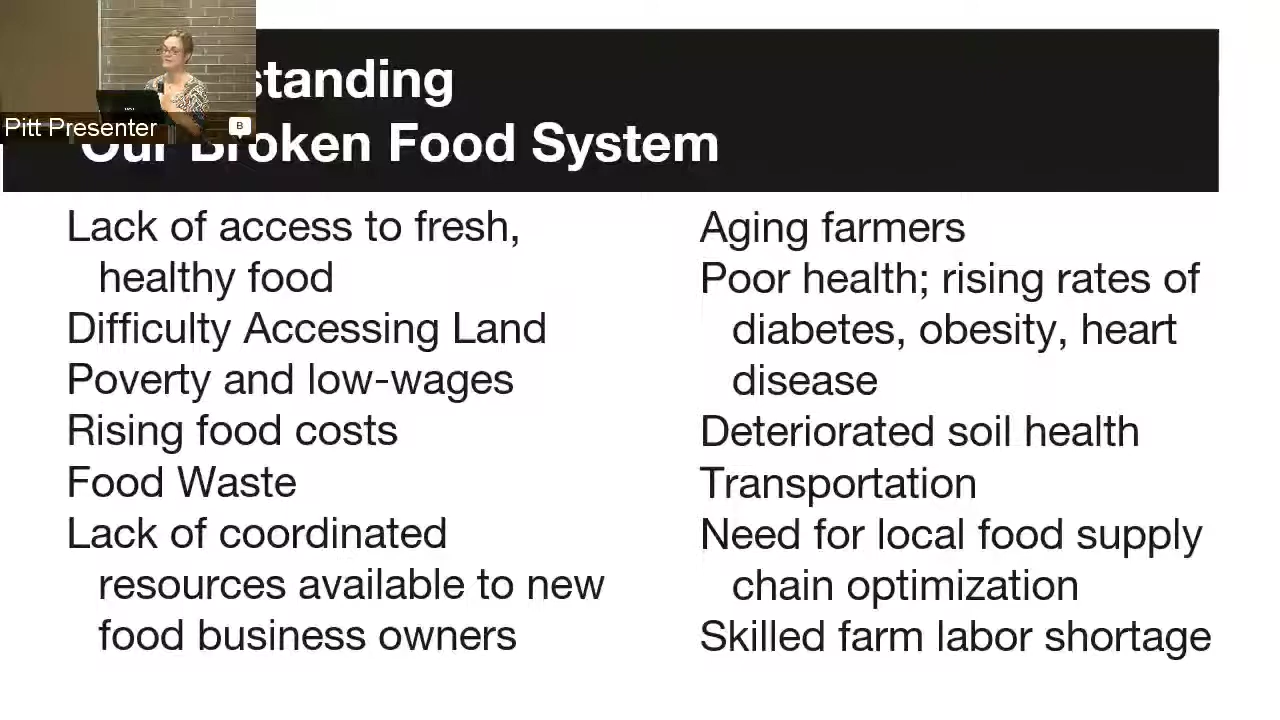 standing
Our Broken Food System
Pitt Presenter
B
Lack of access to fresh,
healthy food
Difficulty Accessing Land
Poverty and low-wages
Rising food costs
Food Waste
Lack of coordinated
resources available to new
food business owners
Aging farmers
Poor health; rising rates of
diabetes, obesity, heart
disease
Deteriorated soil health
Transportation
Need for local food supply
chain optimization
Skilled farm labor shortage